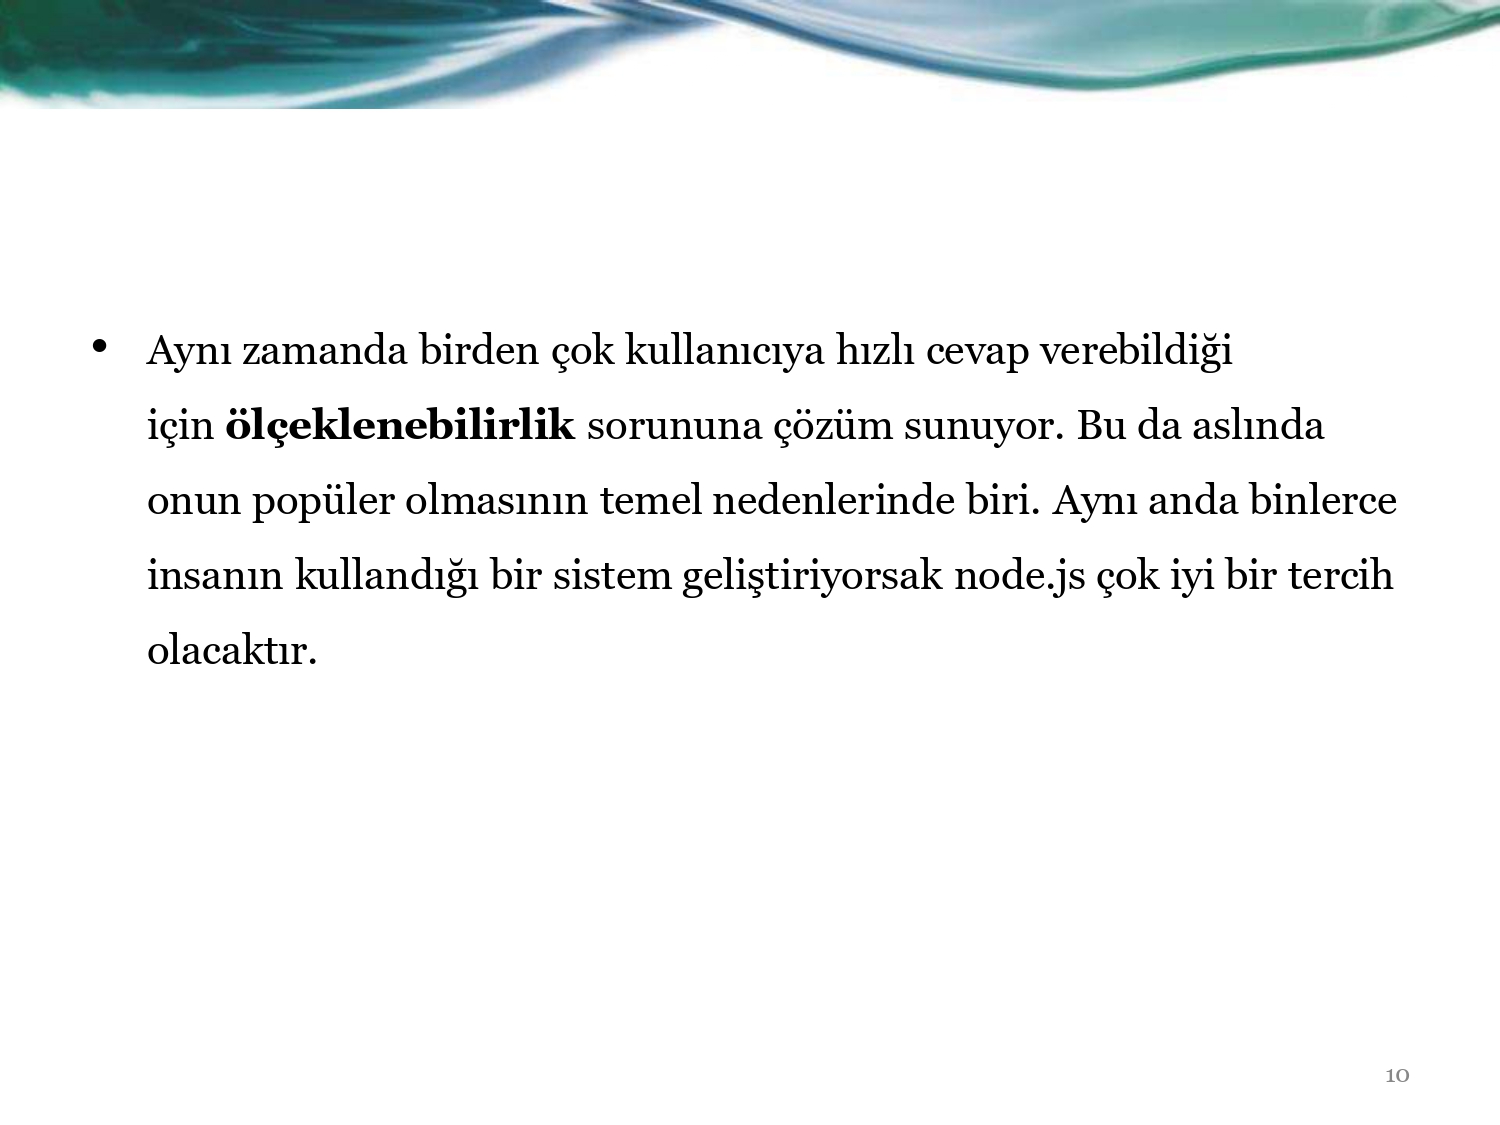 • Aynı zamanda birden çok kullanıcıya hızlı cevap verebildiği
için ölçeklenebilirlik sorununa çözüm sunuyor. Bu da aslında
onun popüler olmasının temel nedenlerinde biri. Aynı anda binlerce
insanın kullandığı bir sistem geliştiriyorsak node.js çok iyi bir tercih
olacaktır.
10